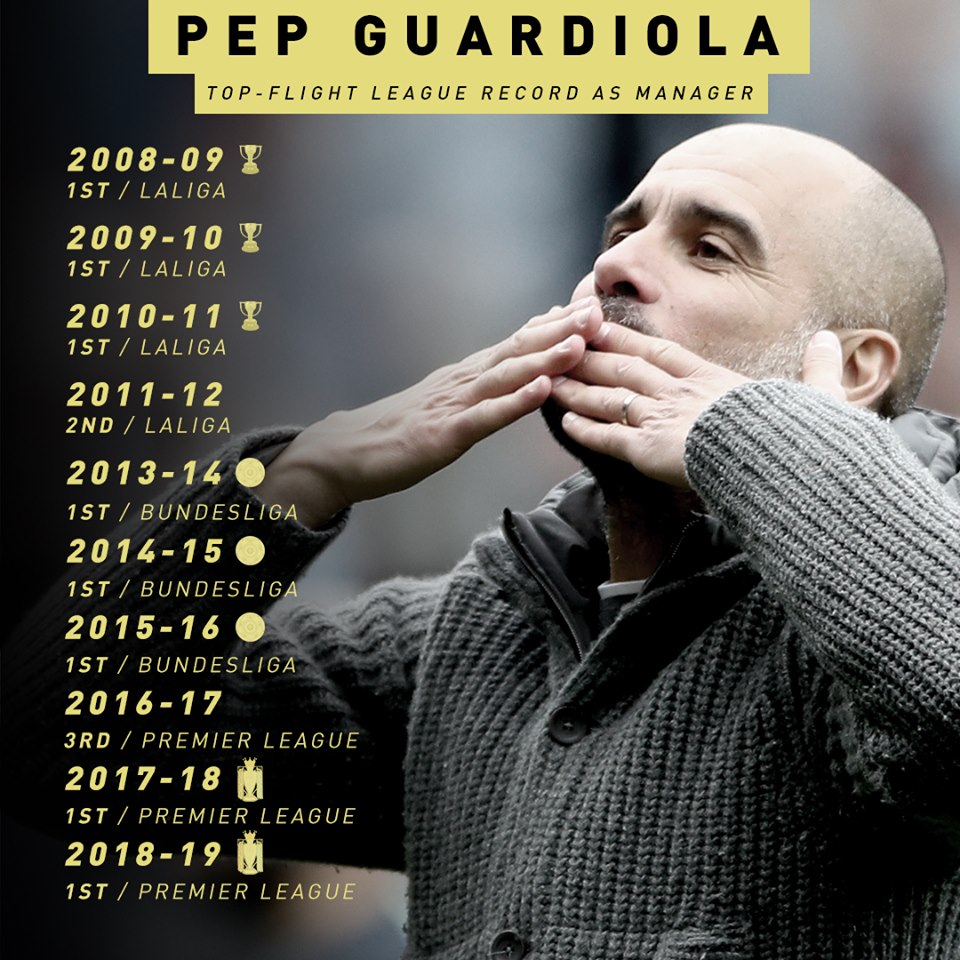 PEP GUARDIOLA
TOP-FLIGHT LEAGUE RECORD AS MANAGER
2008-09
1ST / LALIGA
2009-10
1ST / LALIGA
2010-11
1ST / LALIGA
2011-12
2ND / LALIGA
2013-14
1ST / BUNDESLIGA
2014-15
1ST / BUNDESLIGA
2015-16
1ST / BUNDESLIGA
2016-17
3RD / PREMIER LEAGUE
2017-18
1ST / PREMIER LEAGUE
2018-19
1ST / PREMIER LEAGUE